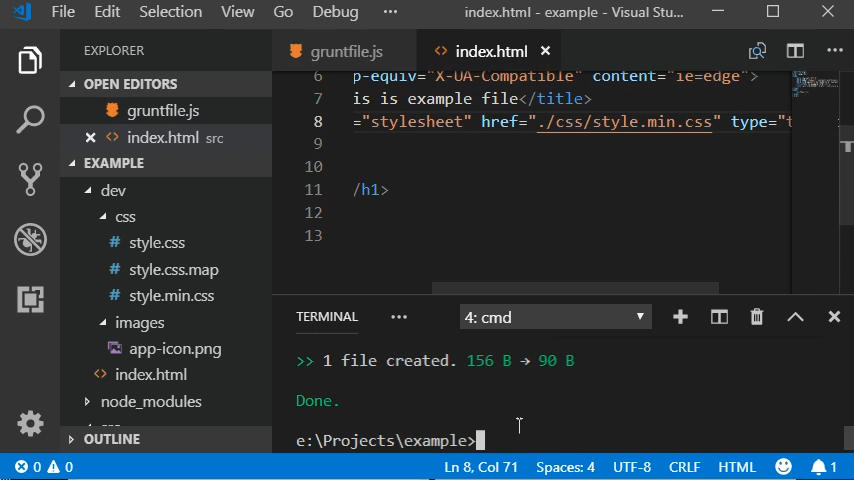 File Edit Selection View Go Debug ··· index.html - example - Visual Stu...
EXPLORER
gruntfile.js
<> index.html
OPEN EDITORS
gruntfile.js
<> index.html src
EXAMPLE
dev
css
# style.css
# style.css.map
# style.min.css
images
app-icon.png
<> index.html
node_modules
OUTLINE
6 p-equiv="X-UA-Compatible" content="ie=edge">
7 is is example file</title>
8 ="stylesheet" href="./css/style.min.css" type="t
9
10
11 /h1>
12
13
TERMINAL ··· 4: cmd
>> 1 file created. 156 B → 90 B
Done.
e:\Projects\example>
0 0 Ln 8, Col 71 Spaces: 4 UTF-8 CRLF HTML 1